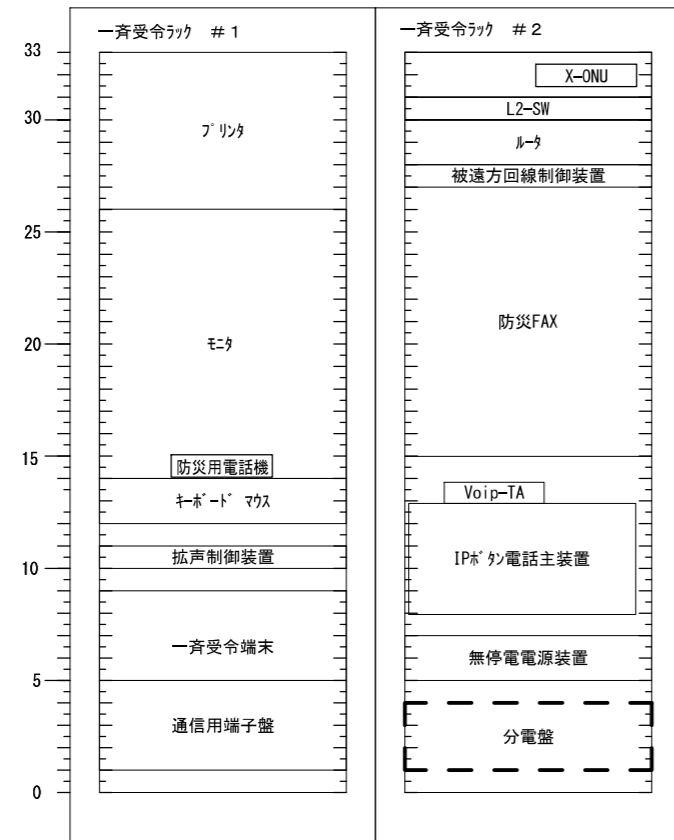 一斉受令ﾗｯｸ ＃１
一斉受令ﾗｯｸ ＃２
33
30
25
20
15
10
5
0
ﾌﾟﾘﾝﾀ
ﾓﾆﾀ
防災用電話機
ｷｰﾎﾞｰﾄﾞ ﾏｳｽ
拡声制御装置
一斉受令端末
通信用端子盤
X-ONU
L2-SW
ﾙｰﾀ
被遠方回線制御装置
防災FAX
Voip-TA
IPﾎﾞﾀﾝ電話主装置
無停電電源装置
分電盤